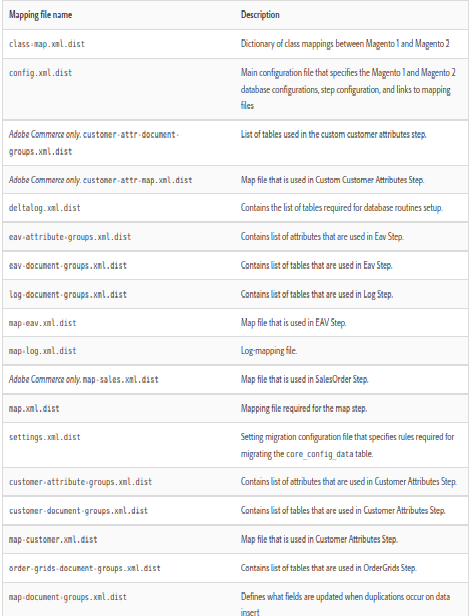 Mapping file name Description
class-map.xml.dist Dictionary of class mappings between Magento 1 and Magento 2
config.xml.dist Main configuration file that specifies the Magento 1 and Magento 2
database configurations, step configuration, and links to mapping
files
Adobe Commerce only. customer-attr-document- List of tables used in the custom customer attributes step.
groups.xml.dist
Adobe Commerce only. customer-attr-map.xml.dist Map file that is used in Custom Customer Attributes Step.
deltalog.xml.dist Contains the list of tables required for database routines setup.
eav-attribute-groups.xml.dist Contains list of attributes that are used in Eav Step.
eav-document-groups.xml.dist Contains list of tables that are used in Eav Step.
log-document-groups.xml.dist Contains list of tables that are used in Log Step.
map-eav.xml.dist Map file that is used in EAV Step.
map-log.xml.dist Log-mapping file.
Adobe Commerce only. map-sales.xml.dist Map file that is used in SalesOrder Step.
map.xml.dist Mapping file required for the map step.
settings.xml.dist Setting migration configuration file that specifies rules required for
migrating the core_config_data table.
customer-attribute-groups.xml.dist Contains list of attributes that are used in Customer Attributes Step.
customer-document-groups.xml.dist Contains list of tables that are used in Customer Attributes Step.
map-customer.xml.dist Map file that is used in Customer Attributes Step.
order-grids-document-groups.xml.dist Contains list of tables that are used in OrderGrids Step.
map-document-groups.xml.dist Defines what fields are updated when duplications occur on data
insert